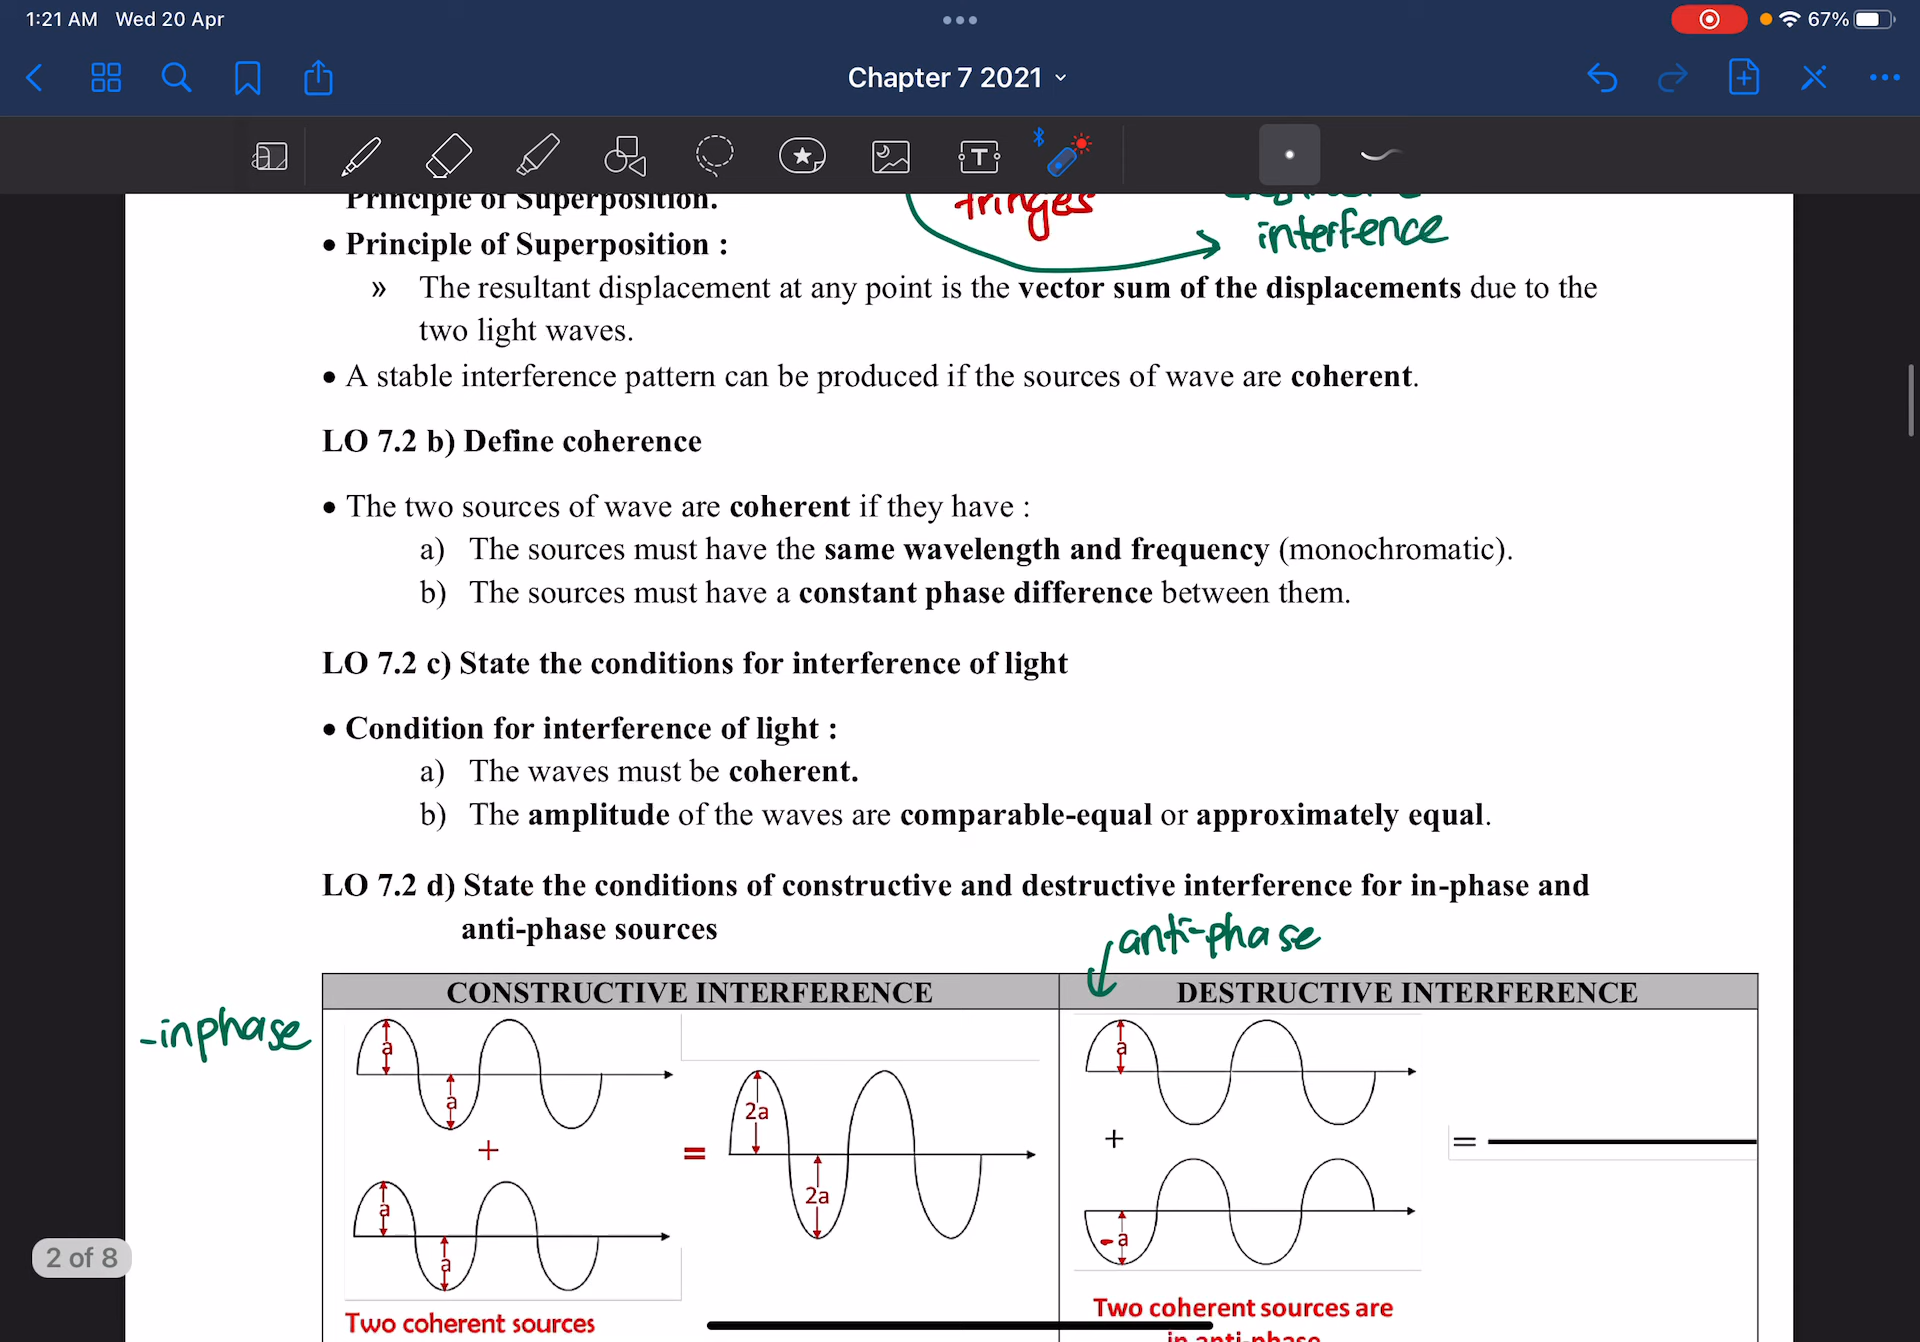 1:21 AM Wed 20 Apr
67%
Chapter 7 2021
Principle of Superposition.
fringes
interfence
• Principle of Superposition :
» The resultant displacement at any point is the vector sum of the displacements due to the
two light waves.
• A stable interference pattern can be produced if the sources of wave are coherent.
LO 7.2 b) Define coherence
• The two sources of wave are coherent if they have :
a) The sources must have the same wavelength and frequency (monochromatic).
b) The sources must have a constant phase difference between them.
LO 7.2 c) State the conditions for interference of light
• Condition for interference of light :
a) The waves must be coherent.
b) The amplitude of the waves are comparable-equal or approximately equal.
LO 7.2 d) State the conditions of constructive and destructive interference for in-phase and
anti-phase sources
anti-phase
CONSTRUCTIVE INTERFERENCE
DESTRUCTIVE INTERFERENCE
-inphase
a
a
+
a
a
=
2a
2a
a
+
-a
=
2 of 8
Two coherent sources
Two coherent sources are
in anti-phase